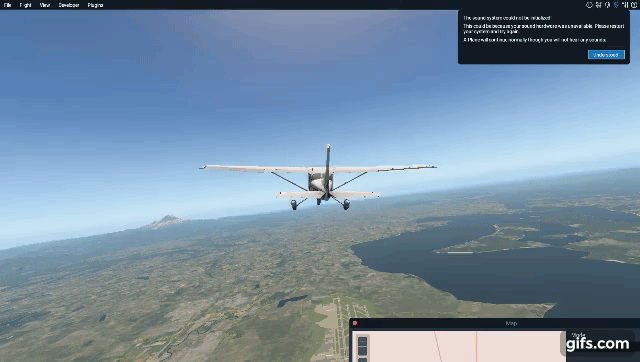 File Flight View Developer Plugins
The sound system could not be initialized!
This could be because your sound hardware was unavailable. Please restart
your system and try again.
X-Plane will continue normally though you will not hear any sounds.
Understood
Map
gifs.com